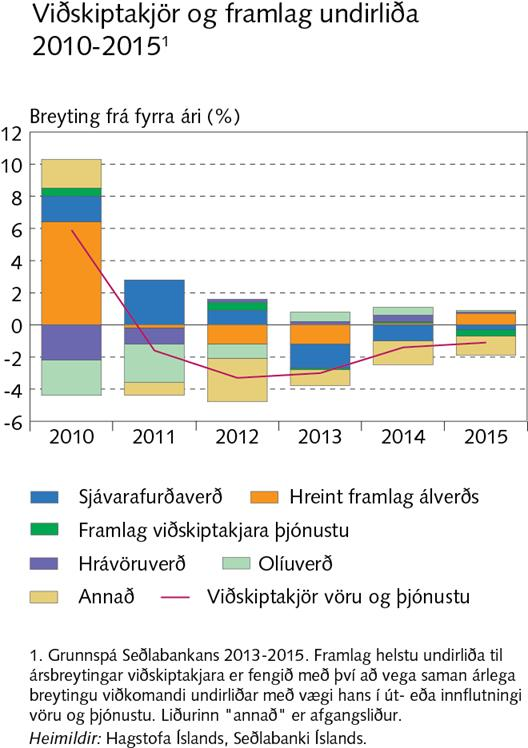 Viðskiptakjör og framlag undirliða
2010-2015¹
Breyting frá fyrra ári (%)
12
10
8
6
4
2
0
-2
-4
-6
2010 2011 2012 2013 2014 2015
Sjávarafurðaverð Hreint framlag álverðs
Framlag viðskiptakjara þjónustu
Hrávöruverð Olíuverð
Annað Viðskiptakjör vöru og þjónustu
1. Grunnspá Seðlabankans 2013-2015. Framlag helstu undirliða til
ársbreytingar viðskiptakjara er fengið með því að vega saman árlega
breytingu viðkomandi undirliðar með vægi hans í út- eða innflutningi
vöru og þjónustu. Liðurinn "annað" er afgangsliður.
Heimildir: Hagstofa Íslands, Seðlabanki Íslands.